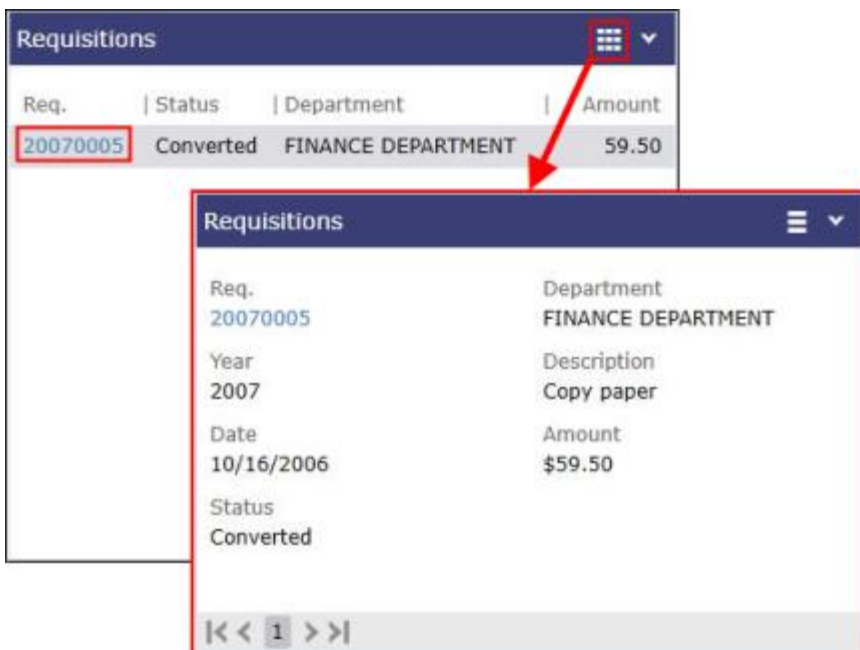 Requisitions
Req. | Status | Department | Amount
20070005 Converted FINANCE DEPARTMENT 59.50
Requisitions
Req. Department
20070005 FINANCE DEPARTMENT
Year Description
2007 Copy paper
Date Amount
10/16/2006 $59.50
Status
Converted
|< < 1 > >|